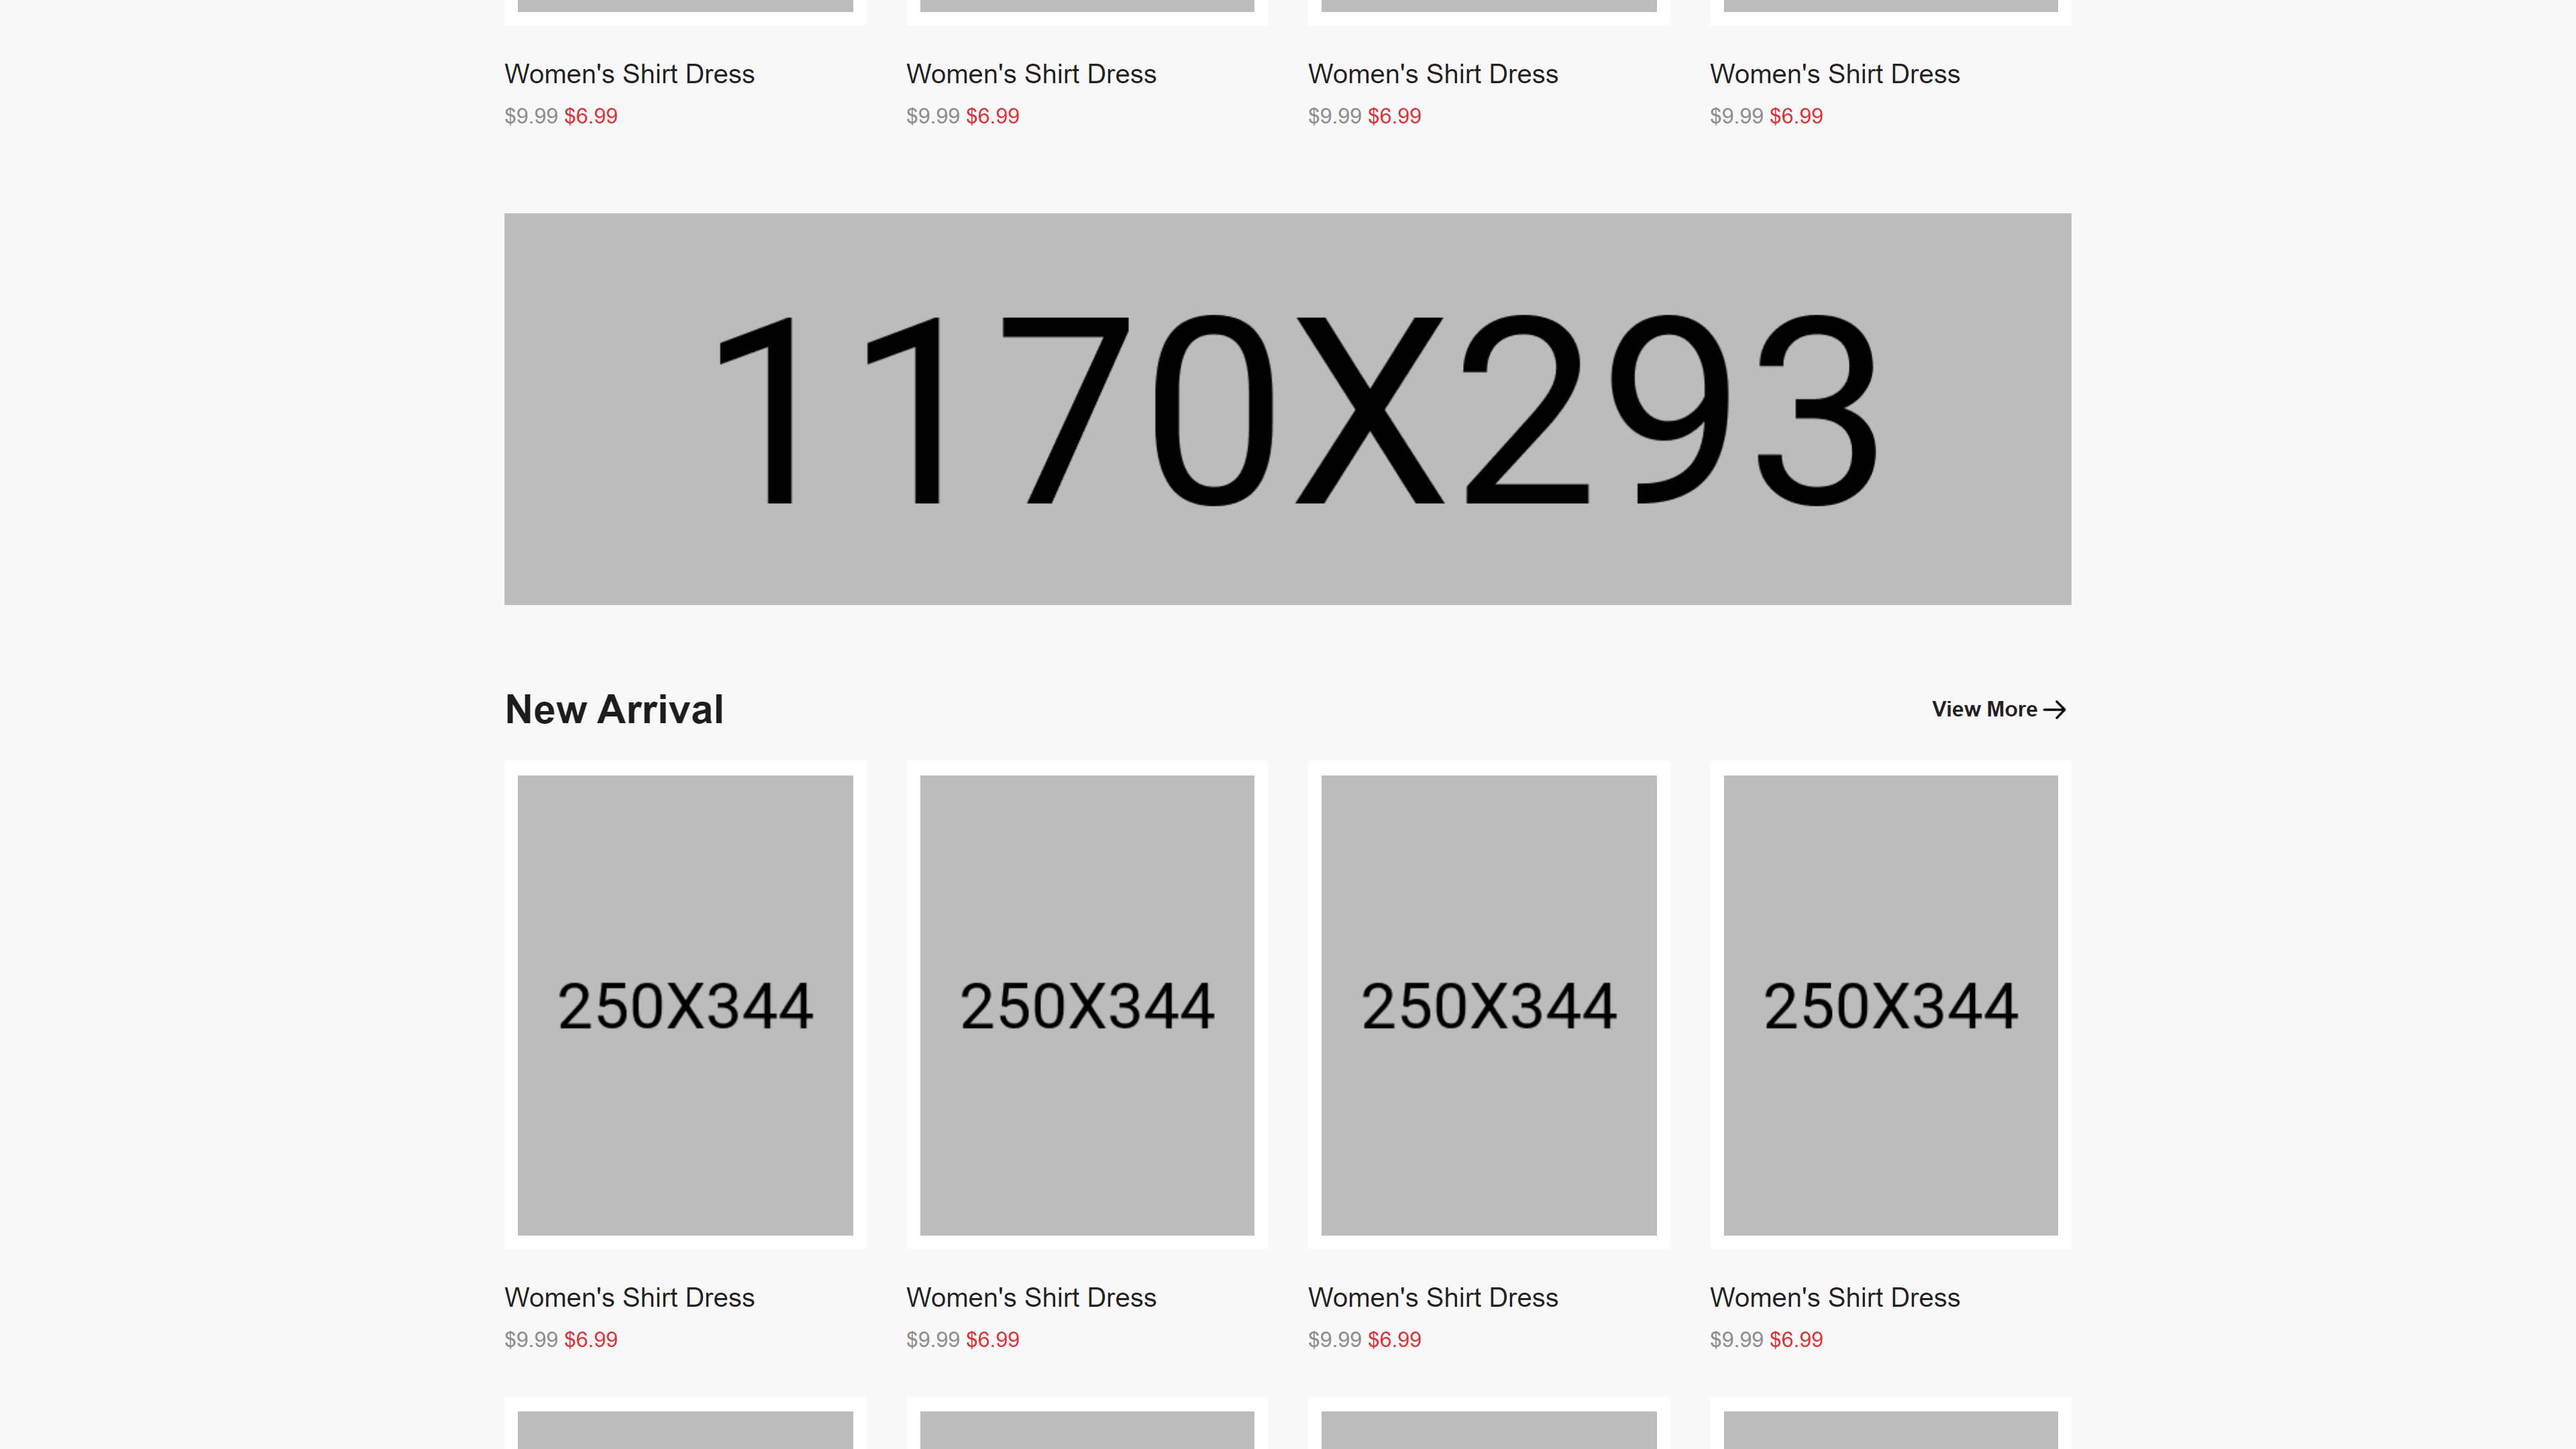 Women's Shirt Dress Women's Shirt Dress Women's Shirt Dress Women's Shirt Dress
$9.99 $6.99 $9.99 $6.99 $9.99 $6.99 $9.99 $6.99
1170X293
New Arrival View More
250X344 250X344 250X344 250X344
Women's Shirt Dress Women's Shirt Dress Women's Shirt Dress Women's Shirt Dress
$9.99 $6.99 $9.99 $6.99 $9.99 $6.99 $9.99 $6.99